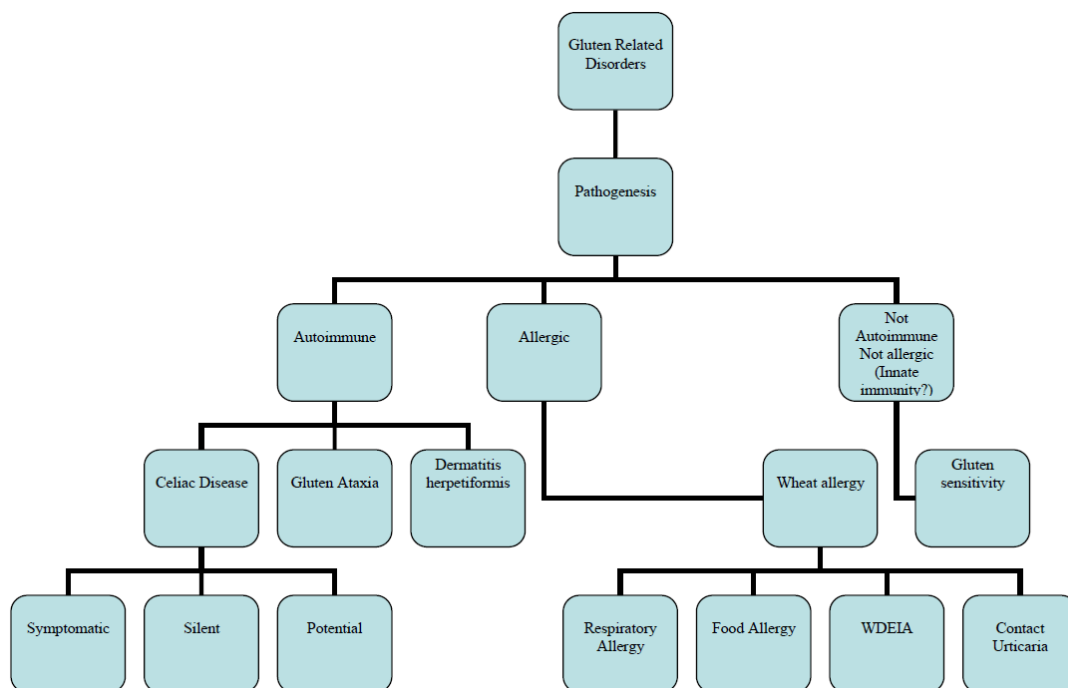 Gluten Related
Disorders
Pathogenesis
Autoimmune
Allergic
Not
Autoimmune
Not allergic
(Innate
immunity?)
Celiac Disease
Gluten Ataxia
Dermatitis
herpetiformis
Wheat allergy
Gluten
sensitivity
Symptomatic
Silent
Potential
Respiratory
Allergy
Food Allergy
WDEIA
Contact
Urticaria